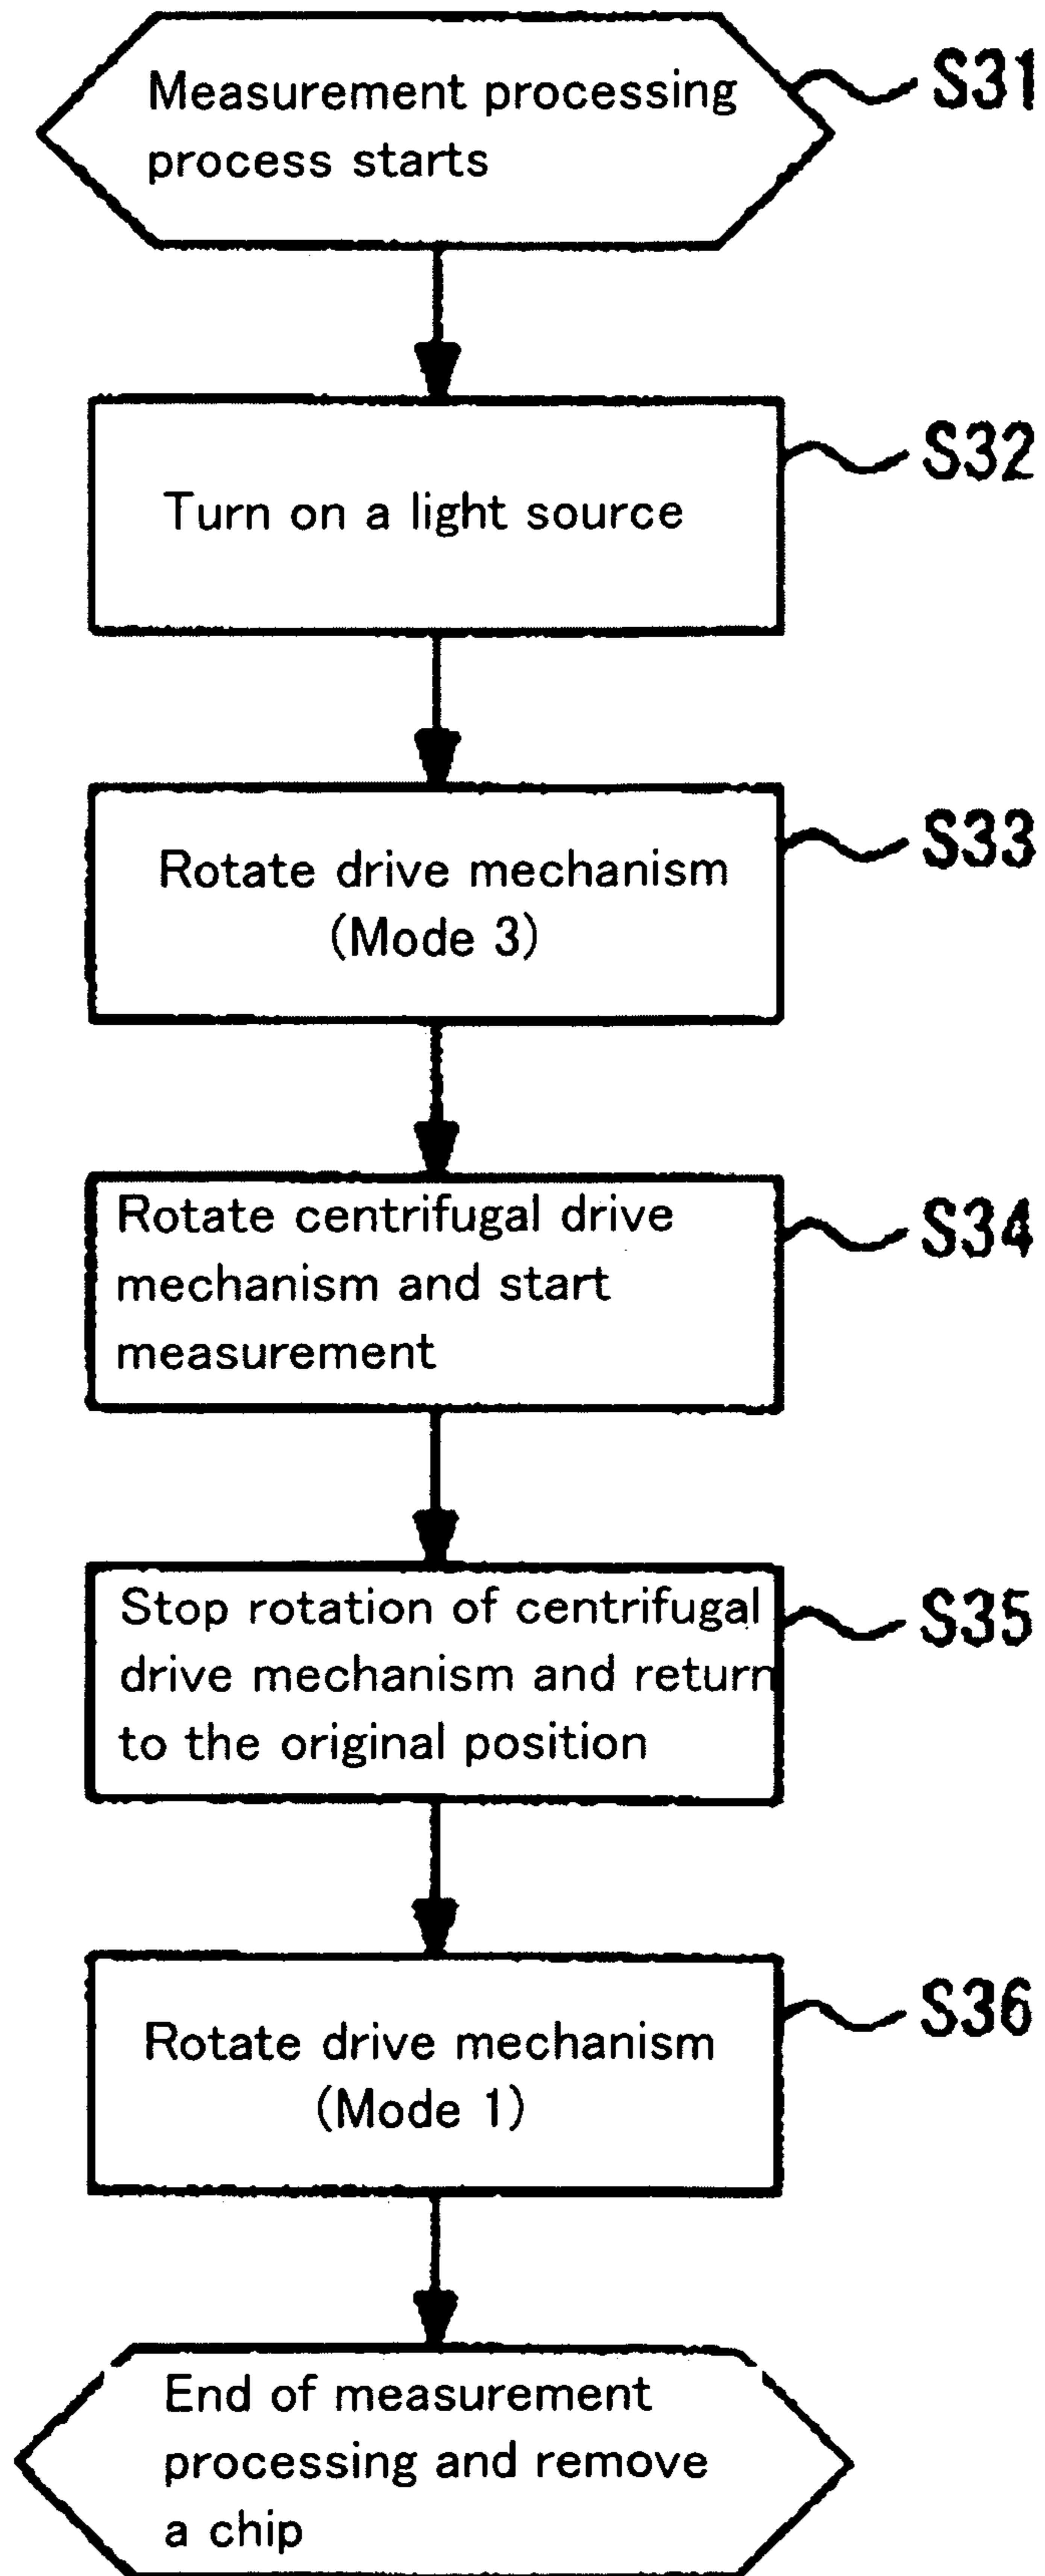 Measurement processing
process starts
S31
Turn on a light source
S32
Rotate drive mechanism
(Mode 3)
S33
Rotate centrifugal drive
mechanism and start
measurement
S34
Stop rotation of centrifugal
drive mechanism and return
to the original position
S35
Rotate drive mechanism
(Mode 1)
S36
End of measurement
processing and remove
a chip